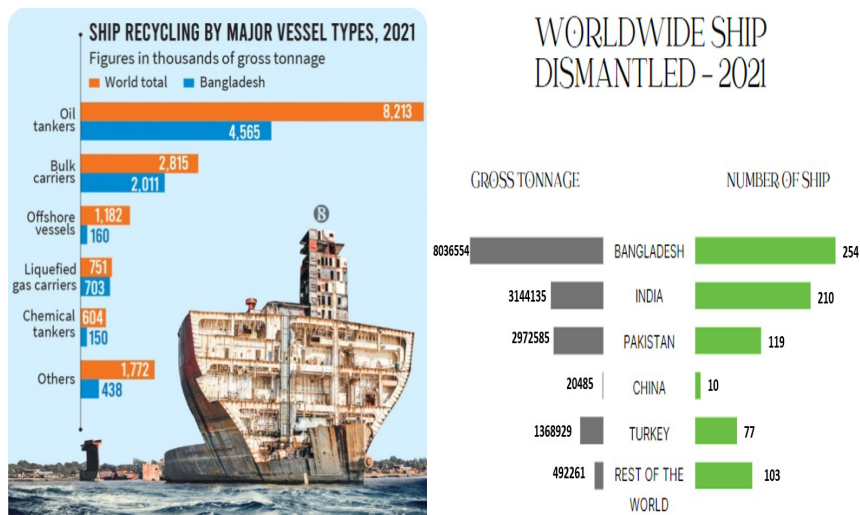 SHIP RECYCLING BY MAJOR VESSEL TYPES, 2021
Figures in thousands of gross tonnage
World total Bangladesh
Oil
tankers
8,213
4,565
Bulk
carriers
2,815
2,011
Offshore
vessels
1,182
160
Liquefied
gas carriers
751
703
Chemical
tankers
604
150
Others
1,772
438
WORLDWIDE SHIP
DISMANTLED – 2021
GROSS TONNAGE NUMBER OF SHIP
8036554 BANGLADESH 254
3144135 INDIA 210
2972585 PAKISTAN 119
20485 CHINA 10
1368929 TURKEY 77
492261 REST OF THE 103
WORLD